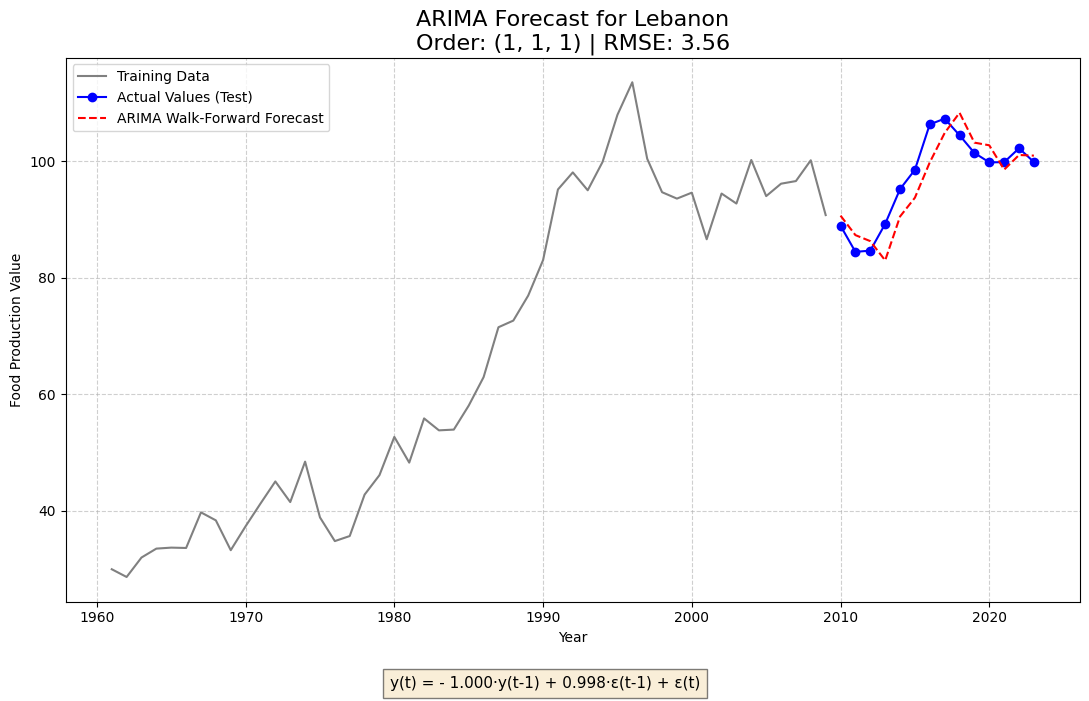 ARIMA Forecast for Lebanon
Order: (1, 1, 1) | RMSE: 3.56
Training Data
Actual Values (Test)
ARIMA Walk-Forward Forecast
Food Production Value
100
80
60
40
1960 1970 1980 1990 2000 2010 2020
Year
y(t) = - 1.000·y(t-1) + 0.998·ε(t-1) + ε(t)